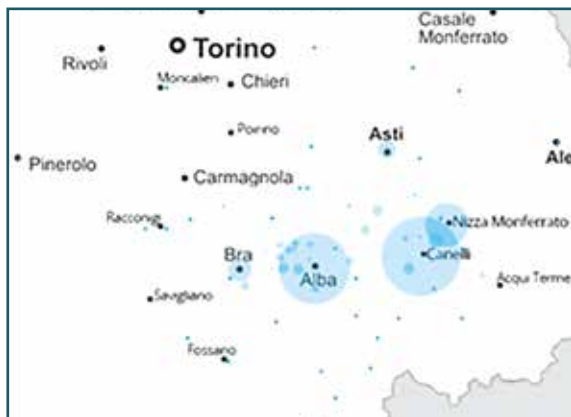 Casale
Monferrato
Torino
Rivoli
Moncalieri
Chieri
Poirino
Asti
Ale
Pinerolo
Carmagnola
Racconigi
Nizza Monferrato
Bra
Canelli
Alba
Acqui Terme
Savigliano
Fossano